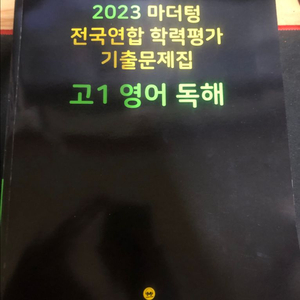 2023 마더텅
전국연합 학력평가
기출문제집
고1 영어 독해